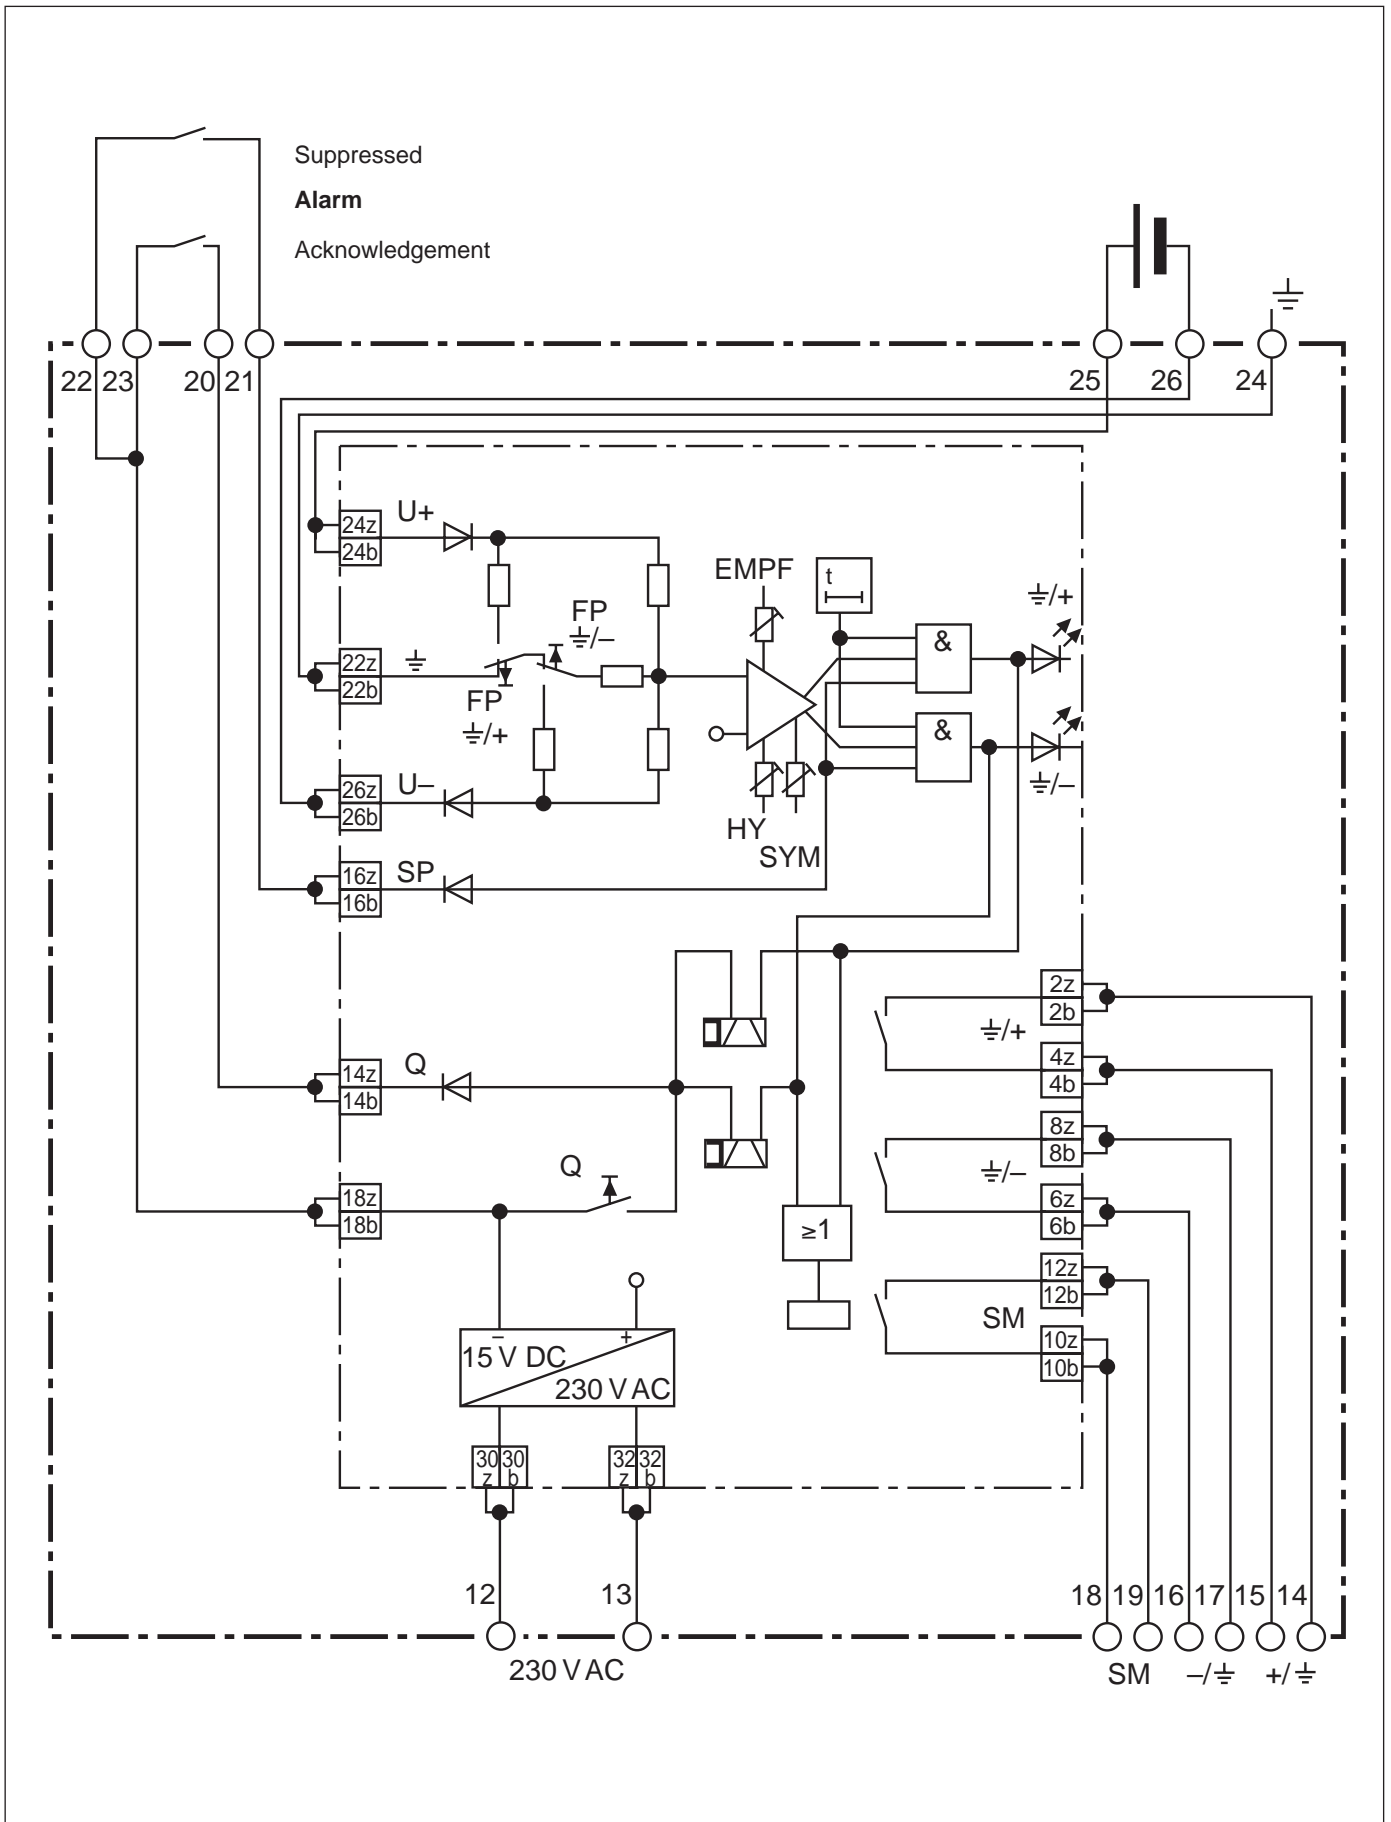 Suppressed
Alarm
Acknowledgement
22 23 20 21 25 26 24
24z U+
24b
EMPF t ⏚/+
FP
⏚/–
&
22z ⏚
22b
FP
⏚/+
&
⏚/–
26z U–
26b
HY
SYM
16z SP
16b
2z
2b
⏚/+
4z
4b
14z Q
14b
8z
8b
⏚/–
Q
18z
18b
6z
6b
≥1
12z
12b
SM
– +
15 V DC
230 V AC
10z
10b
30 30 32 32
z b z b
12 13 18 19 16 17 15 14
230 V AC SM –/⏚ +/⏚